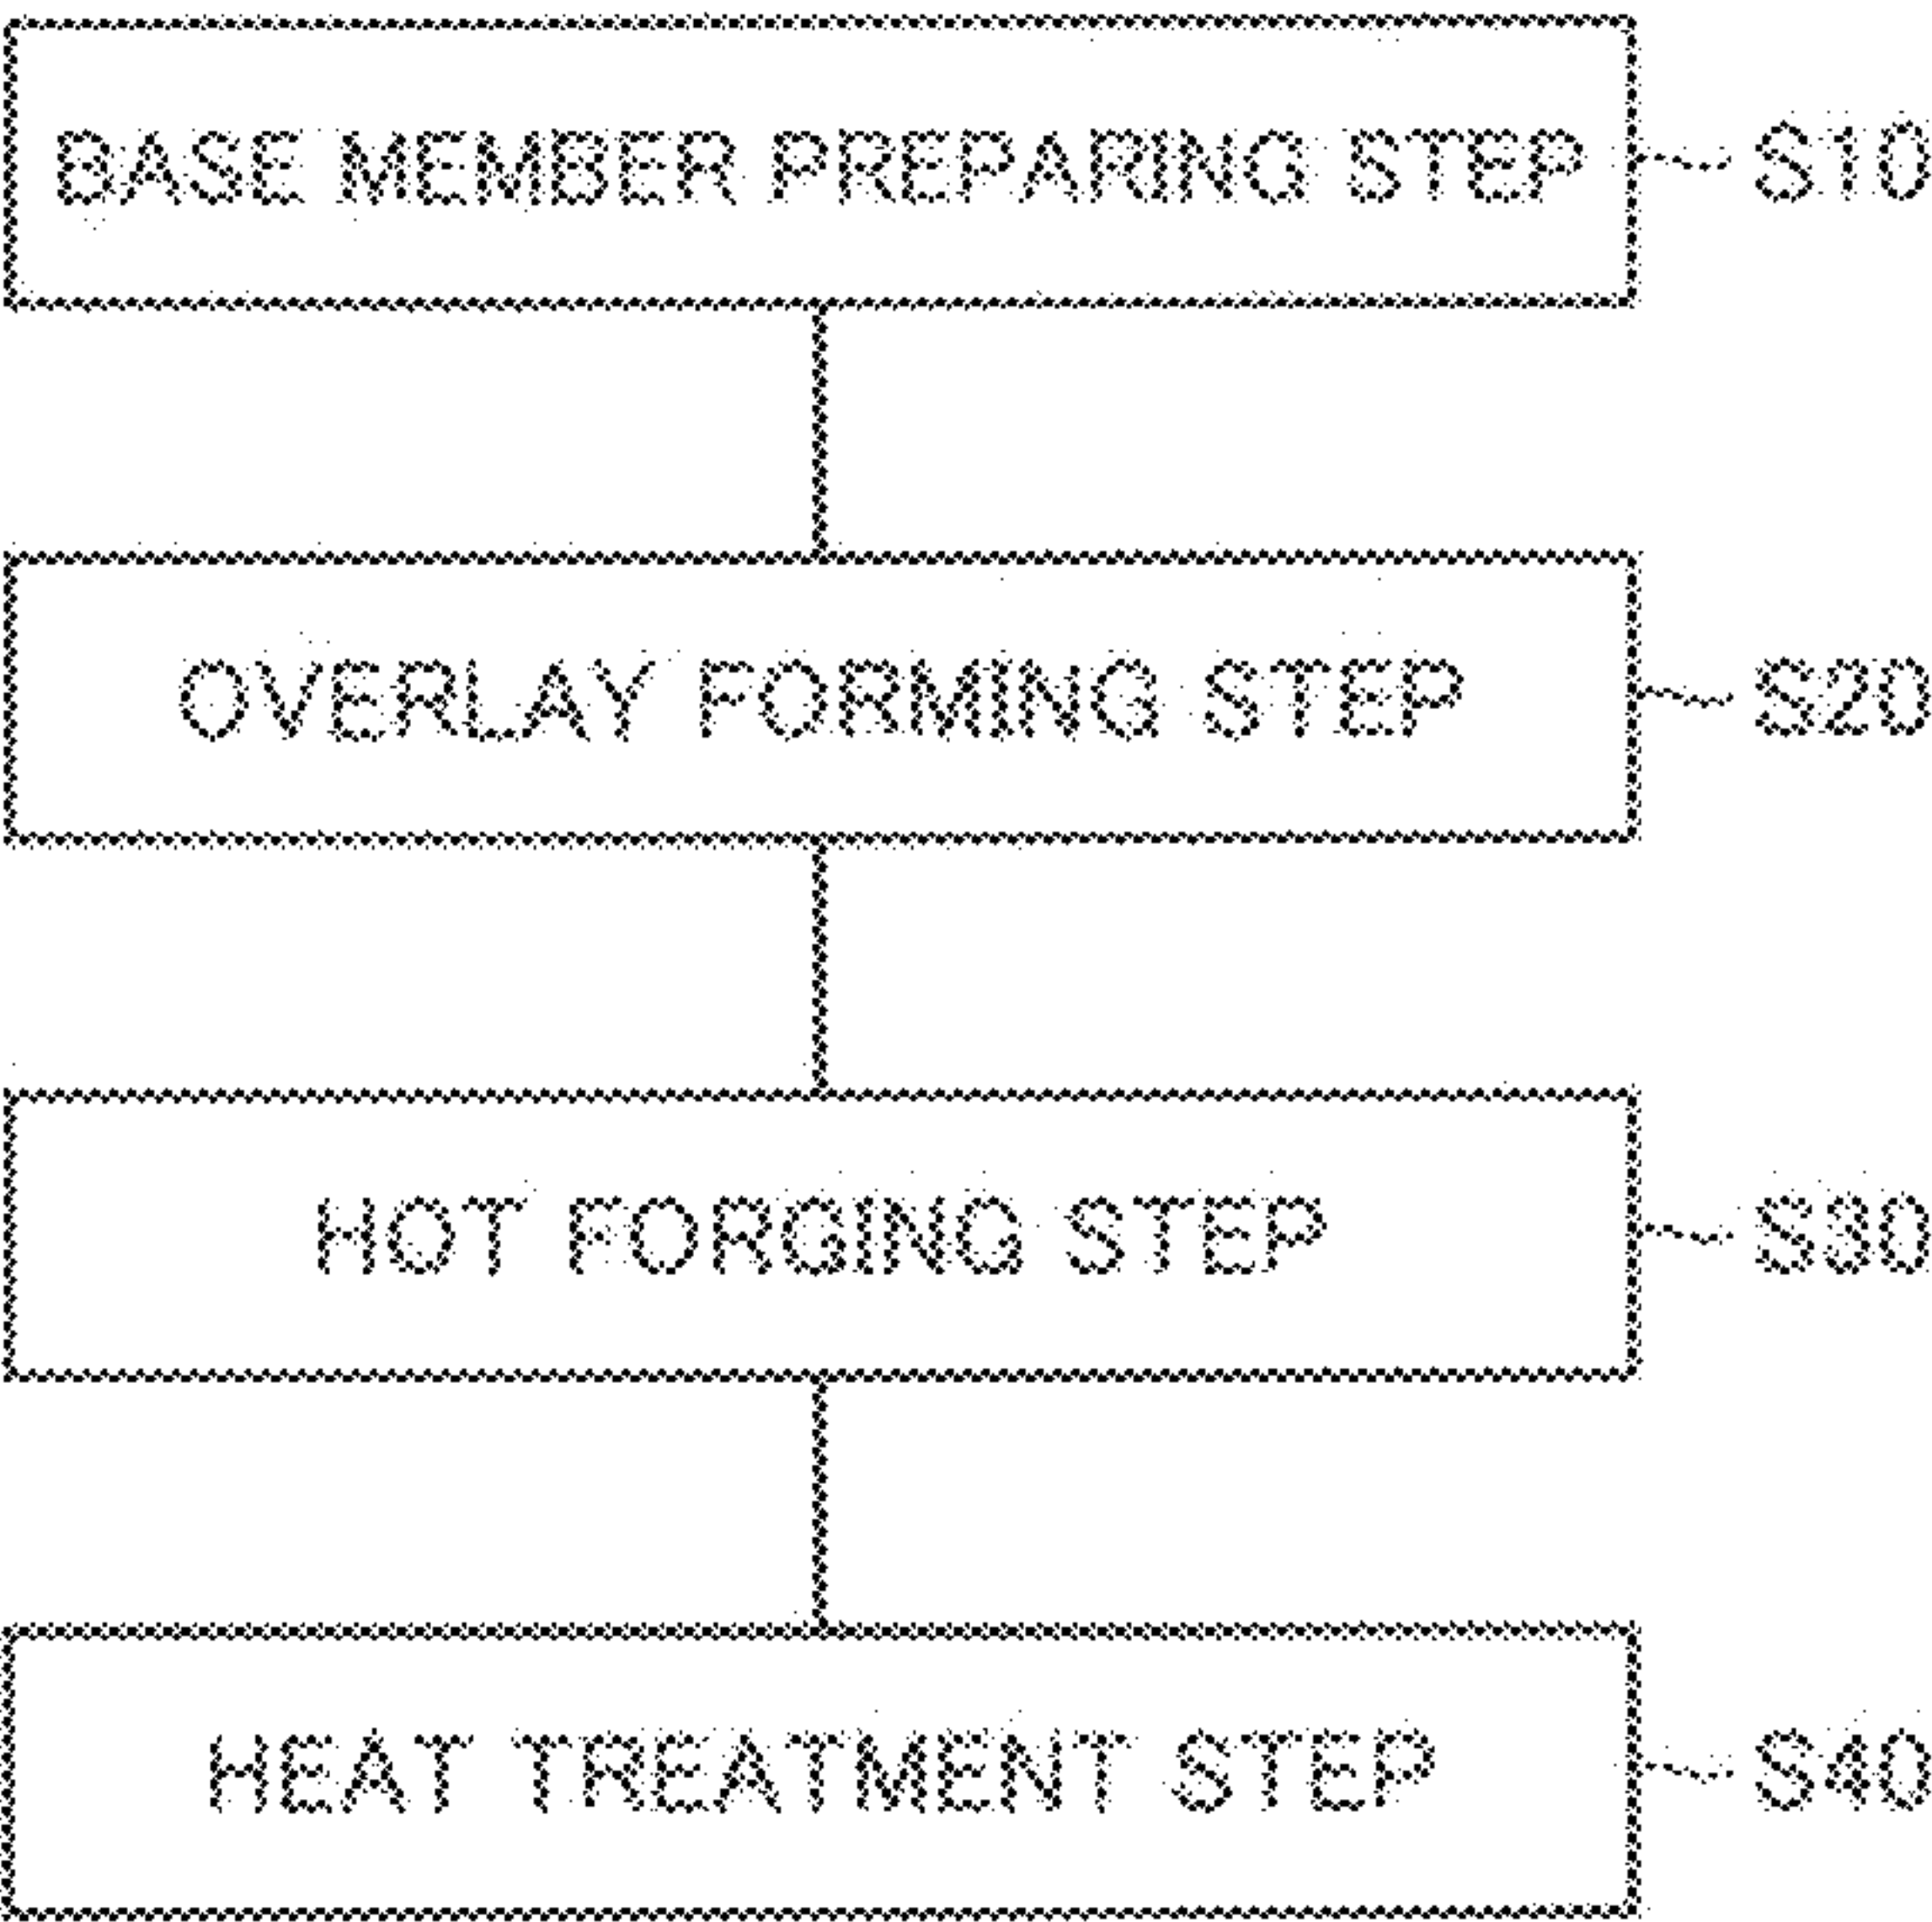 BASE MEMBER PREPARING STEP S10
OVERLAY FORMING STEP S20
HOT FORGING STEP S30
HEAT TREATMENT STEP S40